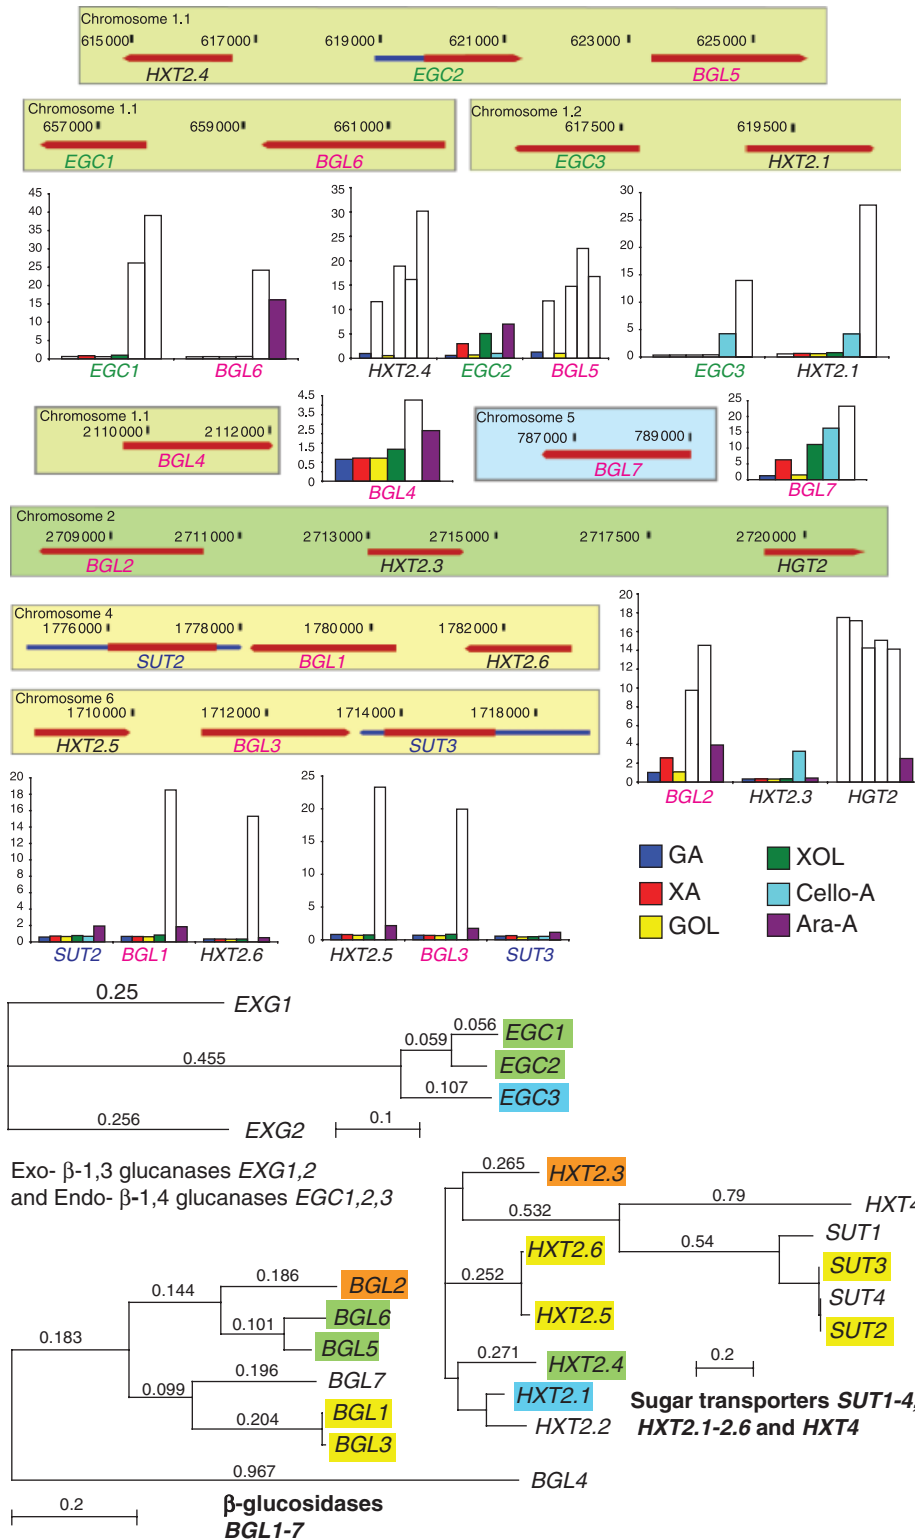 Chromosome 1.1
615 000 617 000 619 000 621 000 623 000 625 000
HXT2.4 EGC2 BGL5
Chromosome 1.1
657 000 659 000 661 000
EGC1 BGL6
Chromosome 1.2
617 500 619 500
EGC3 HXT2.1
45
40
35
30
25
20
15
10
5
0
EGC1 BGL6
35
30
25
20
15
10
5
0
HXT2.4 EGC2 BGL5
30
25
20
15
10
5
0
EGC3 HXT2.1
Chromosome 1.1
2 110 000 2 112 000
BGL4
4.5
3.5
2.5
1.5
0.5
0
BGL4
Chromosome 5
787 000 789 000
BGL7
25
20
15
10
5
0
BGL7
Chromosome 2
2709 000 2711 000 2713 000 2715 000 2717 500 2720 000
BGL2 HXT2.3 HGT2
Chromosome 4
1 776 000 1 778 000 1 780 000 1 782 000
SUT2 BGL1 HXT2.6
Chromosome 6
1 710 000 1 712 000 1 714 000 1 718 000
HXT2.5 BGL3 SUT3
20
18
16
14
12
10
8
6
4
2
0
BGL2 HXT2.3 HGT2
20
18
16
14
12
10
8
6
4
2
0
SUT2 BGL1 HXT2.6
25
20
15
10
5
0
HXT2.5 BGL3 SUT3
GA XOL
XA Cello-A
GOL Ara-A
0.25 EXG1
0.056 EGC1
0.059
0.455 EGC2
0.107 EGC3
0.256 EXG2
0.1
Exo- β-1,3 glucanases EXG1,2
and Endo- β-1,4 glucanases EGC1,2,3
0.265 HXT2.3
0.79 HXT4
0.532
SUT1
0.54
HXT2.6 SUT3
0.252 SUT4
HXT2.5 SUT2
0.271 HXT2.4
0.2
HXT2.1
HXT2.2
Sugar transporters SUT1-4,
HXT2.1-2.6 and HXT4
0.186 BGL2
0.144
BGL6
0.101
BGL5
0.183
0.196 BGL7
0.099
BGL1
0.204
BGL3
0.967 BGL4
0.2
β-glucosidases
BGL1-7